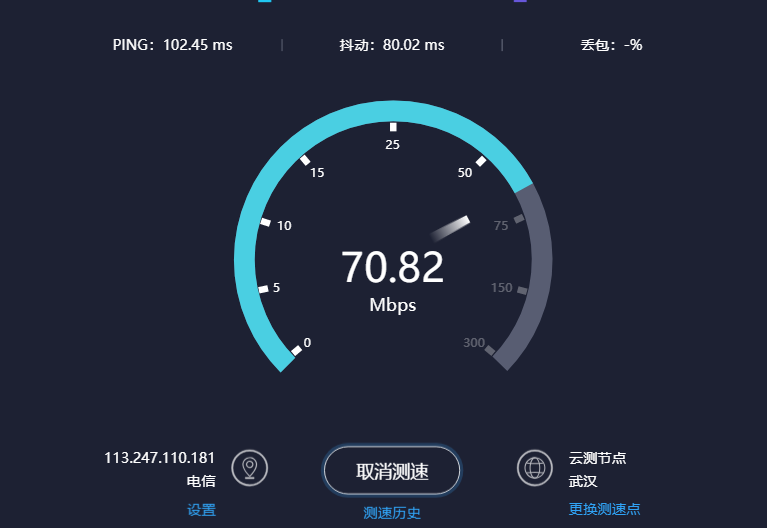 PING：102.45 ms
抖动：80.02 ms
丢包：-%
25
15
50
10
75
5
150
0
300
70.82
Mbps
113.247.110.181
电信
设置
取消测速
测速历史
云测节点
武汉
更换测速点